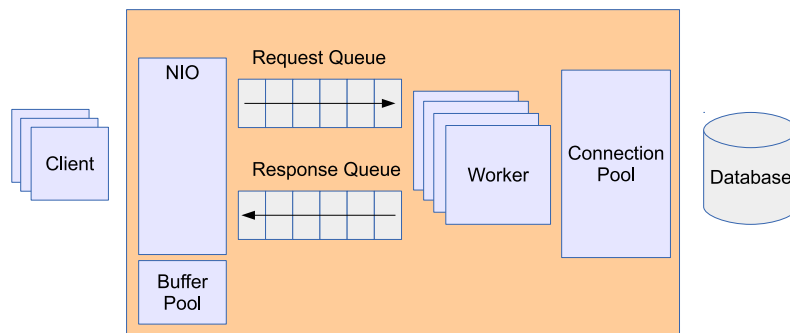 NIO
Request Queue
Client
Response Queue
Worker
Connection
Pool
Database
Buffer
Pool